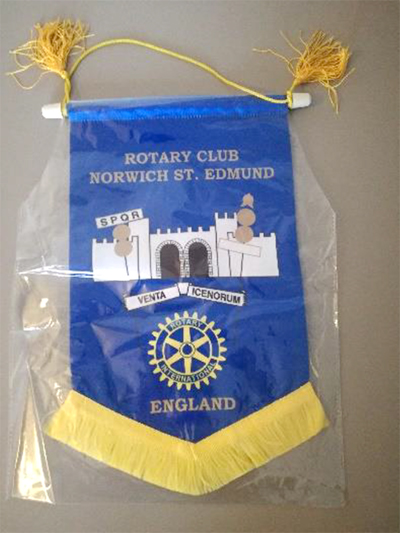 ROTARY CLUB
NORWICH ST. EDMUND
SPQR
VENTA ICENORUM
ROTARY
INTERNATIONAL
ENGLAND